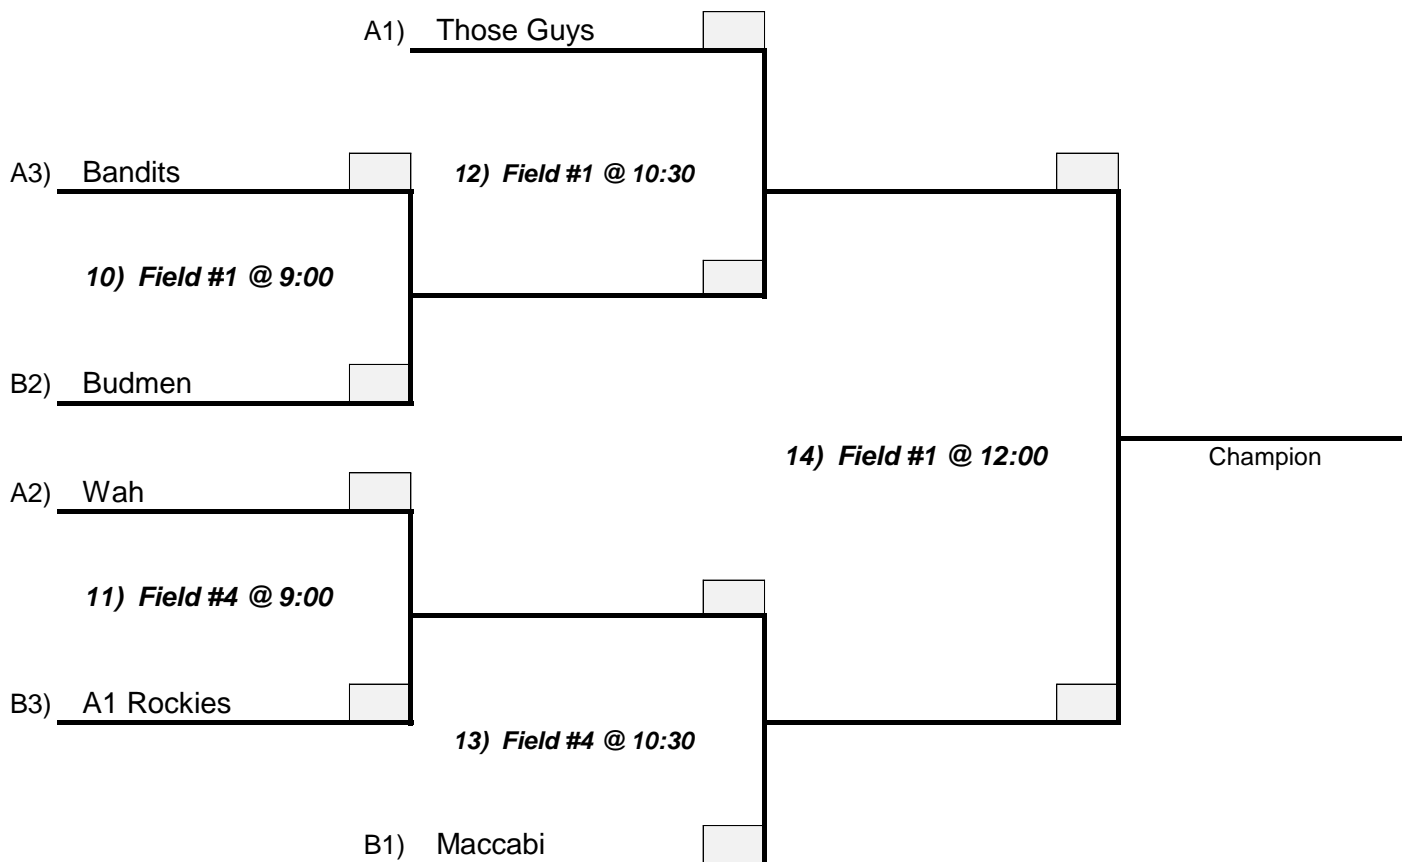 A1) Those Guys
A3) Bandits
12) Field #1 @ 10:30
10) Field #1 @ 9:00
B2) Budmen
14) Field #1 @ 12:00
Champion
A2) Wah
11) Field #4 @ 9:00
B3) A1 Rockies
13) Field #4 @ 10:30
B1) Maccabi